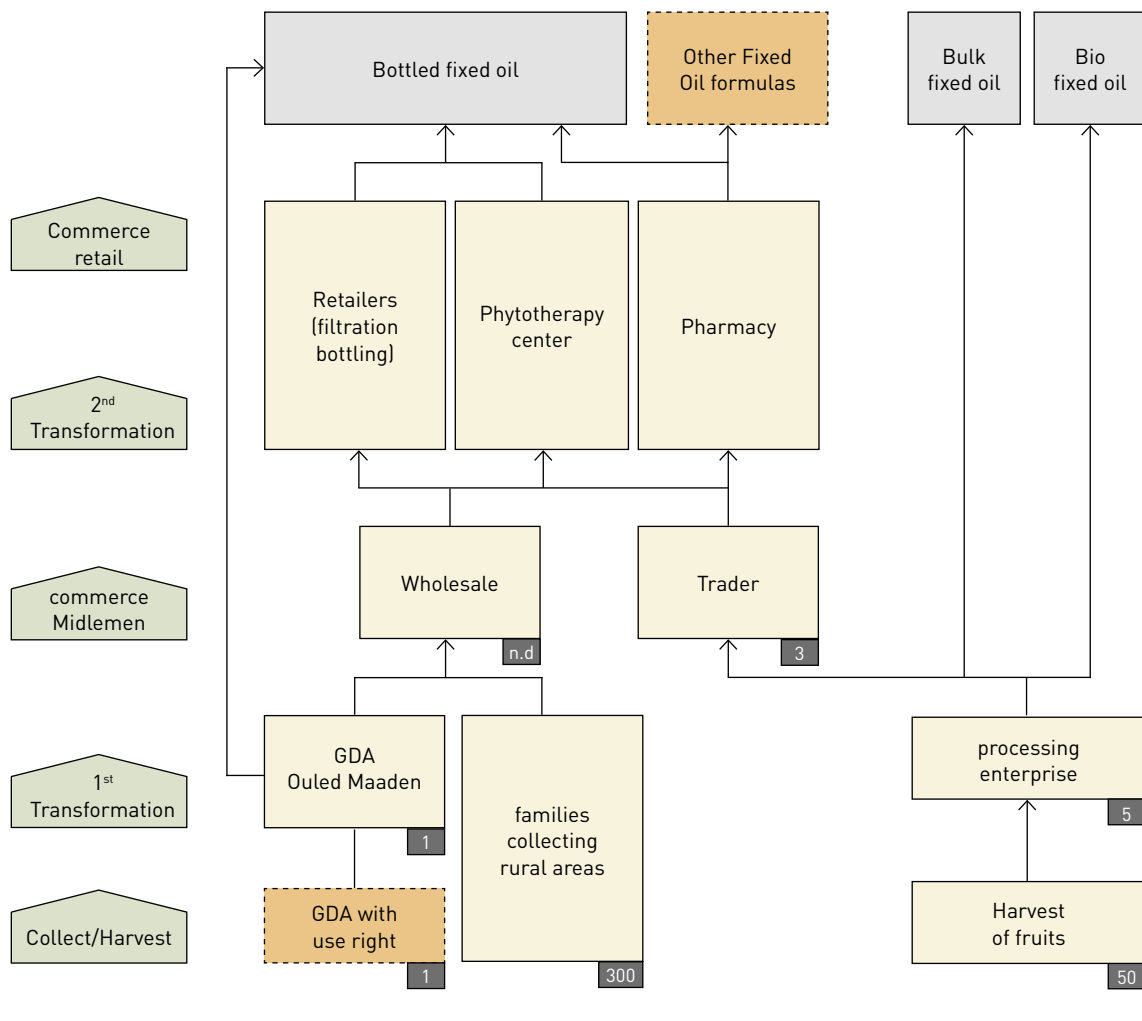 Bottled fixed oil
Other Fixed
Oil formulas
Bulk
fixed oil
Bio
fixed oil
Commerce
retail
Retailers
(filtration
bottling)
Phytotherapy
center
Pharmacy
2nd
Transformation
commerce
Midlemen
Wholesale
n.d
Trader
3
1st
Transformation
GDA
Ouled Maaden
1
families
collecting
rural areas
300
processing
enterprise
5
Collect/Harvest
GDA with
use right
1
Harvest
of fruits
50